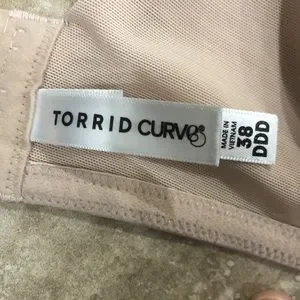 TORRID CURVE
MADE IN
VIETNAM
38
DDD